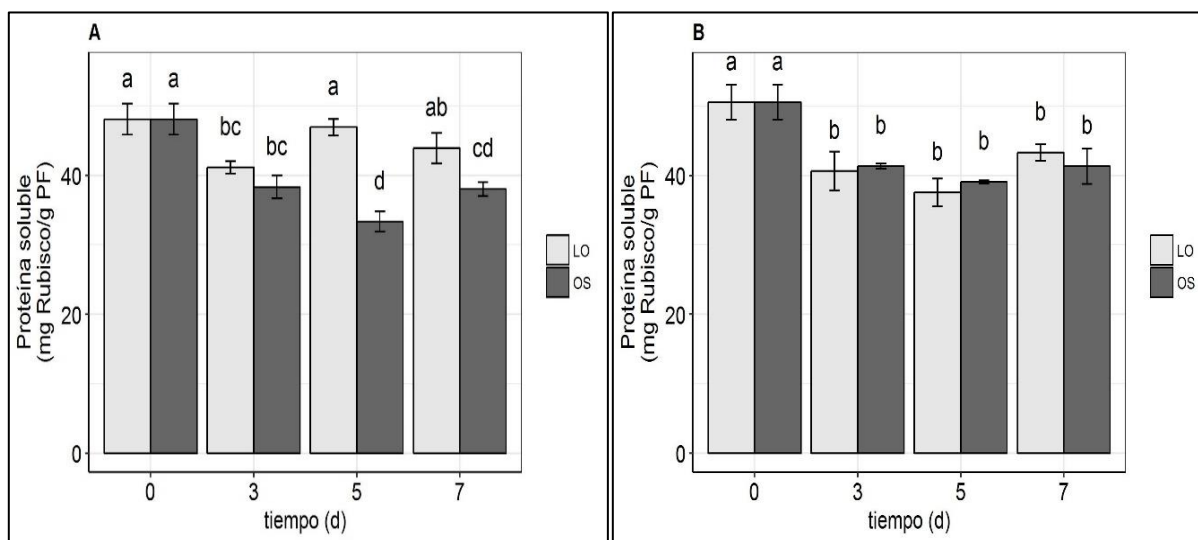 A
a a
bc bc
a d
ab cd
Proteína soluble
(mg Rubisco/g PF)
40
20
0
0 3 5 7
tiempo (d)
LO
OS
B
a a
b b
b b
b b
Proteína soluble
(mg Rubisco/g PF)
40
20
0
0 3 5 7
tiempo (d)
LO
OS